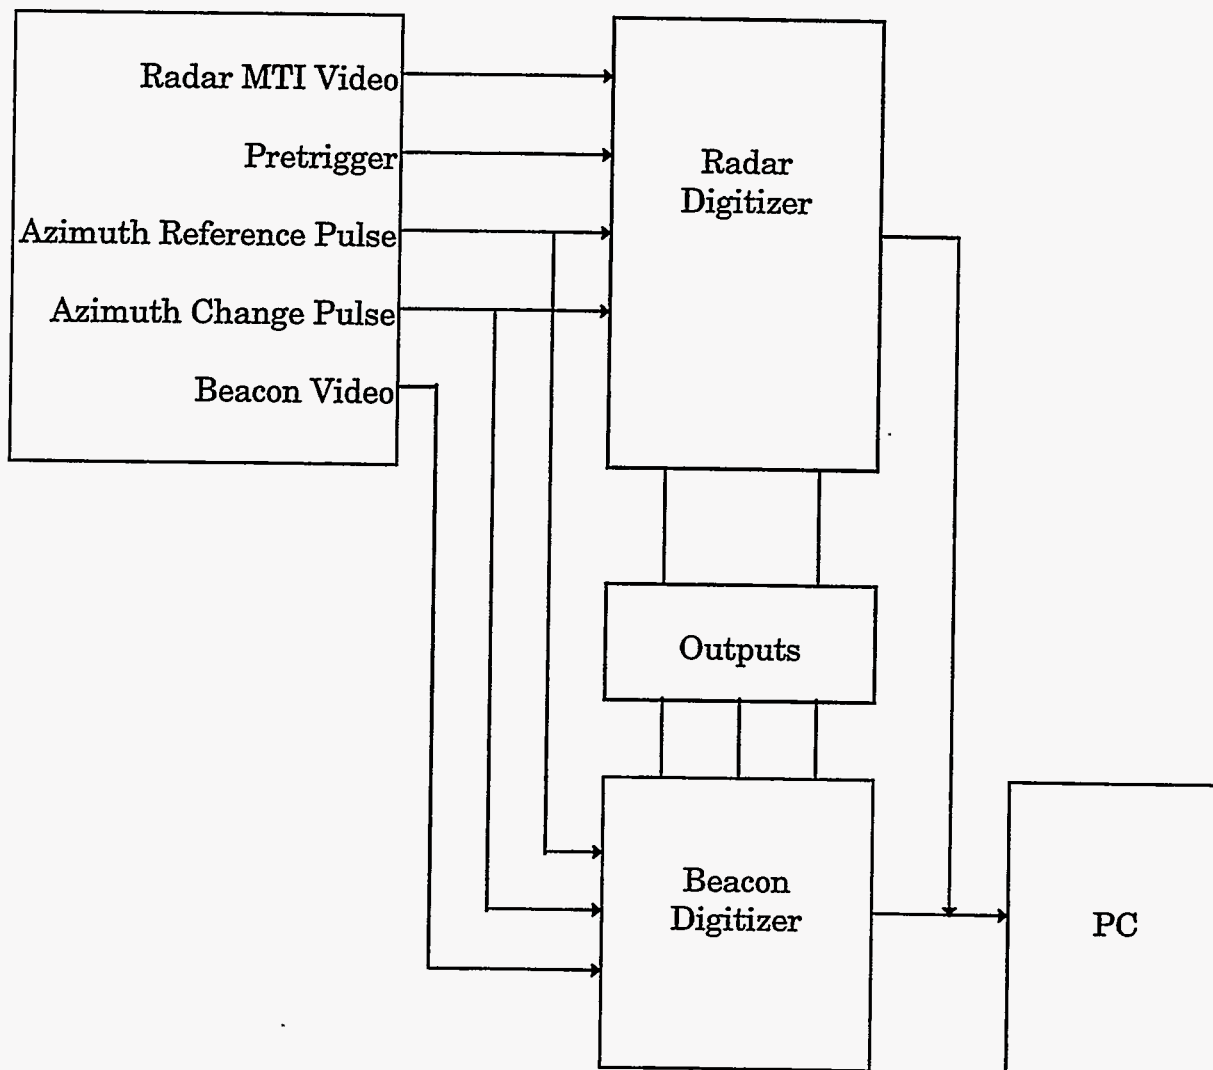 Radar MTI Video
Pretrigger
Azimuth Reference Pulse
Azimuth Change Pulse
Beacon Video
Radar
Digitizer
Outputs
Beacon
Digitizer
PC